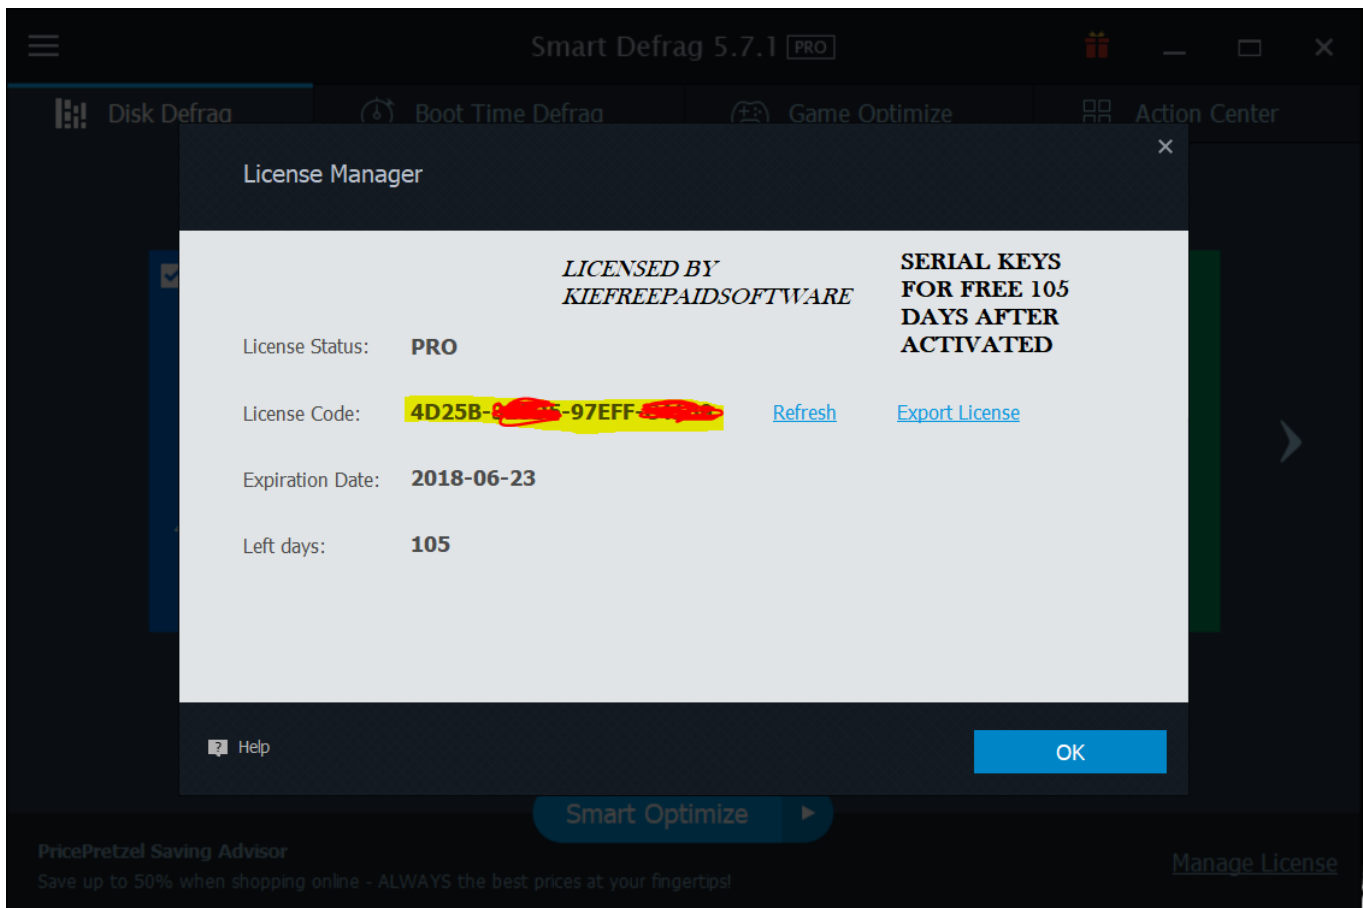 Smart Defrag 5.7.1 PRO
Disk Defrag
Boot Time Defrag
Game Optimize
Action Center
License Manager
LICENSED BY
KIEFREEPAIDSOFTWARE
SERIAL KEYS
FOR FREE 105
DAYS AFTER
ACTIVATED
License Status: PRO
License Code: 4D25B- -97EFF- Refresh Export License
Expiration Date: 2018-06-23
Left days: 105
? Help
OK
Smart Optimize
PricePretzel Saving Advisor
Save up to 50% when shopping online - ALWAYS the best prices at your fingertips!
Manage License